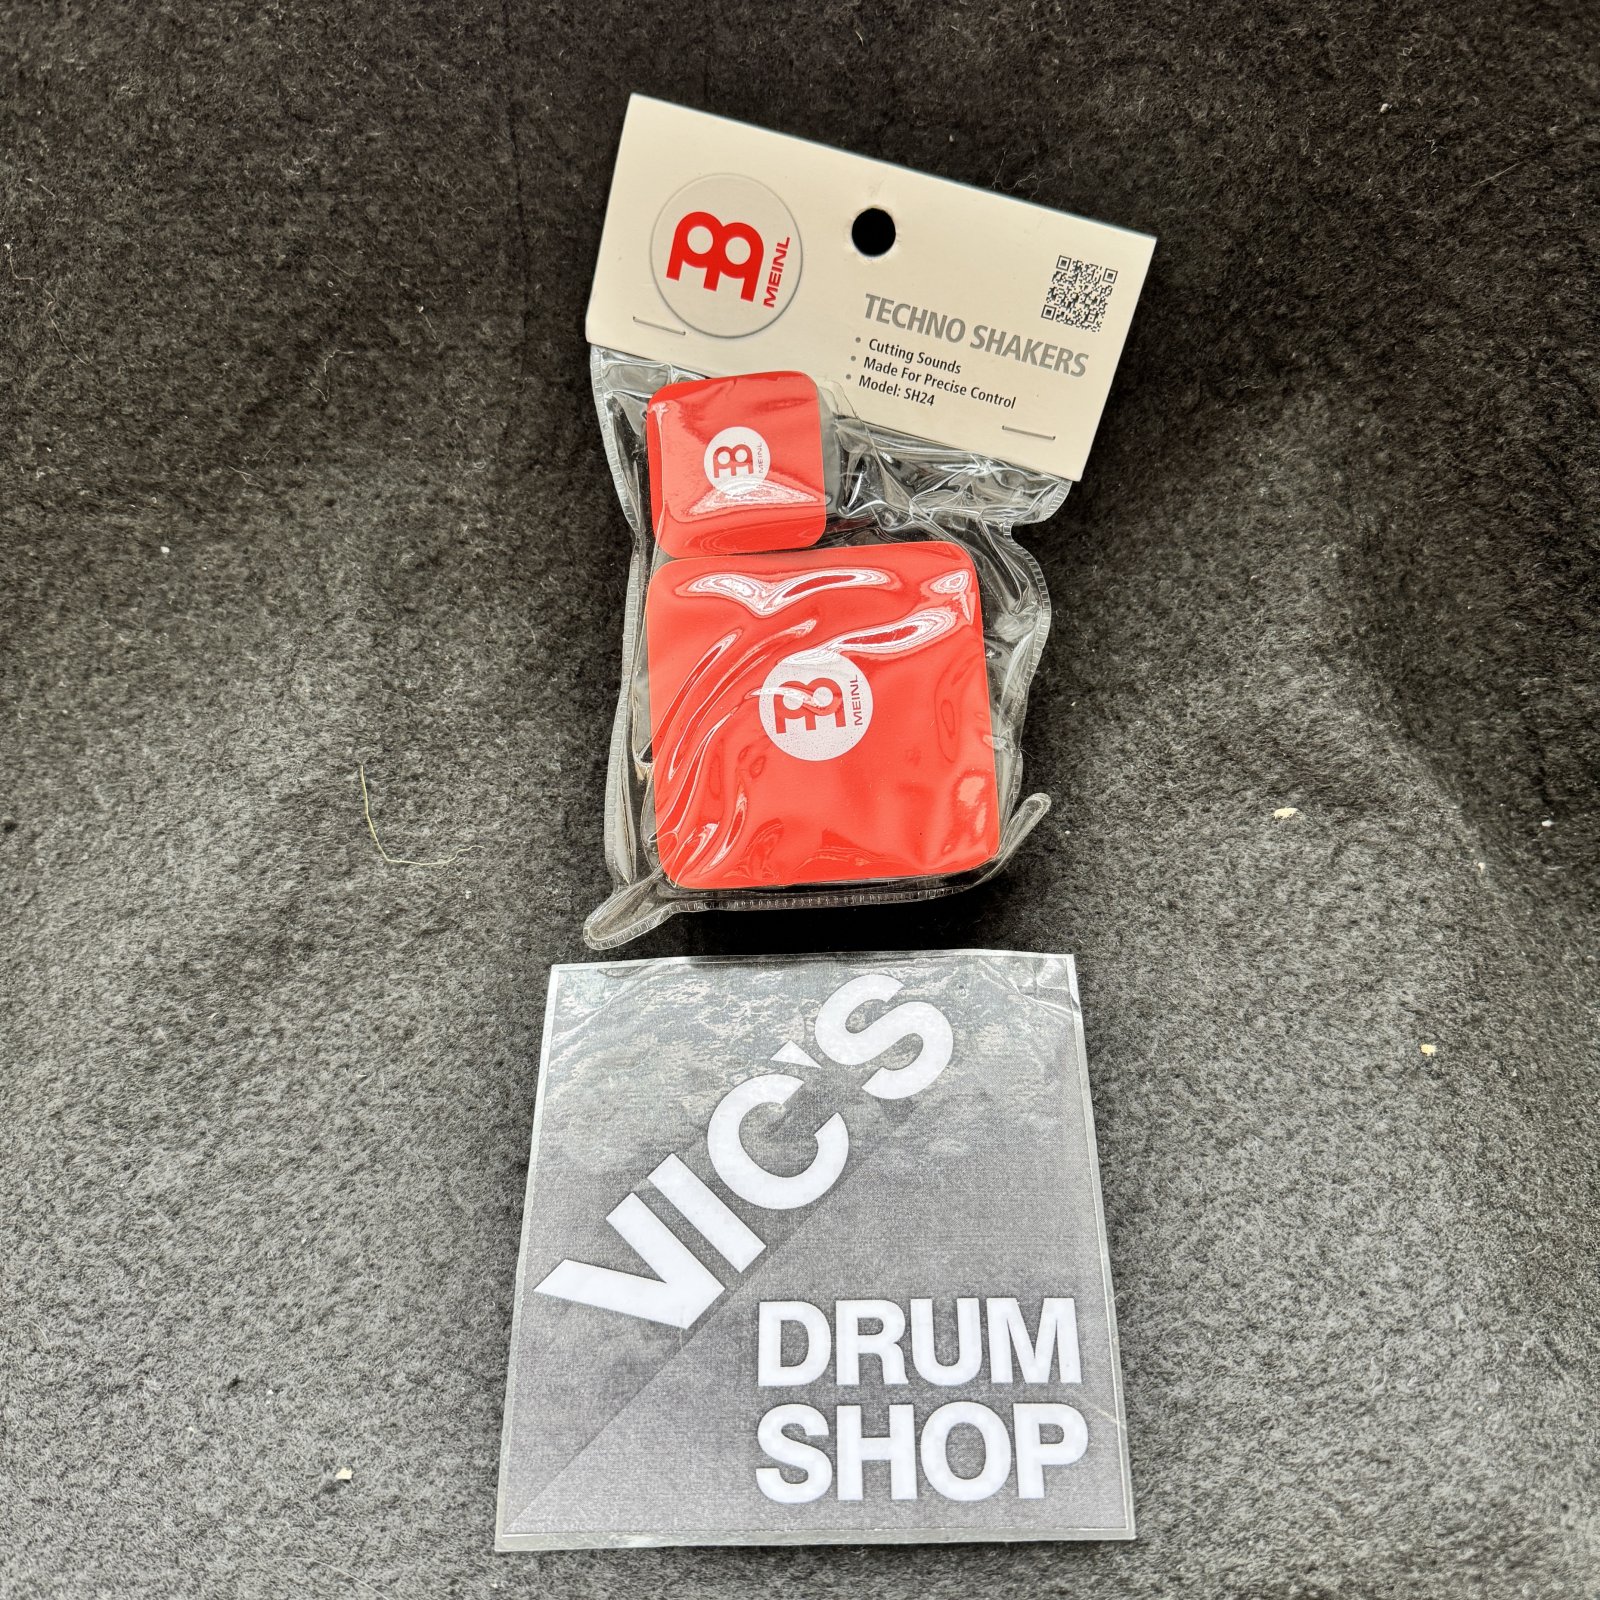 MEINL
TECHNO SHAKERS
• Cutting Sounds
• Made For Precise Control
• Model: SH24
MEINL
MEINL
VIC'S
DRUM
SHOP